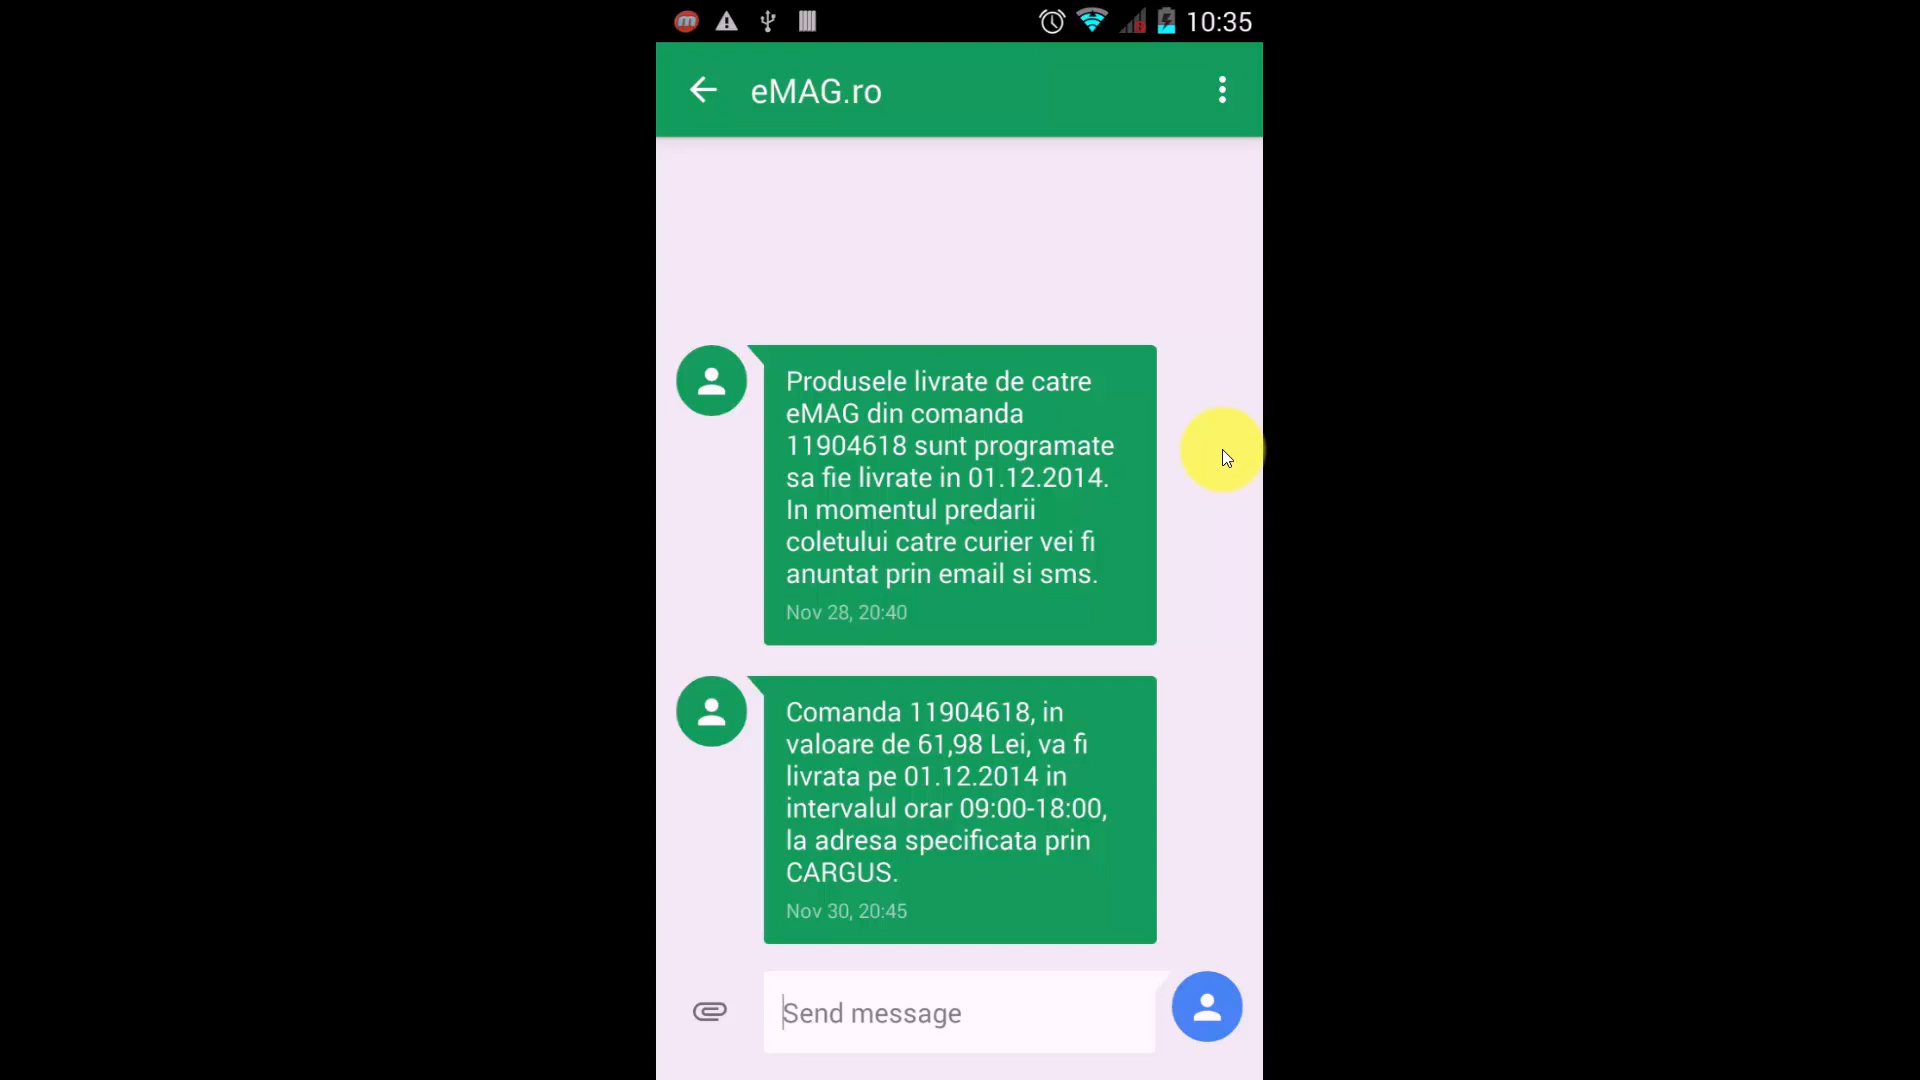 10:35
eMAG.ro
Produsele livrate de catre
eMAG din comanda
11904618 sunt programate
sa fie livrate in 01.12.2014.
In momentul predarii
coletului catre curier vei fi
anuntat prin email si sms.
Nov 28, 20:40
Comanda 11904618, in
valoare de 61,98 Lei, va fi
livrata pe 01.12.2014 in
intervalul orar 09:00-18:00,
la adresa specificata prin
CARGUS.
Nov 30, 20:45
Send message